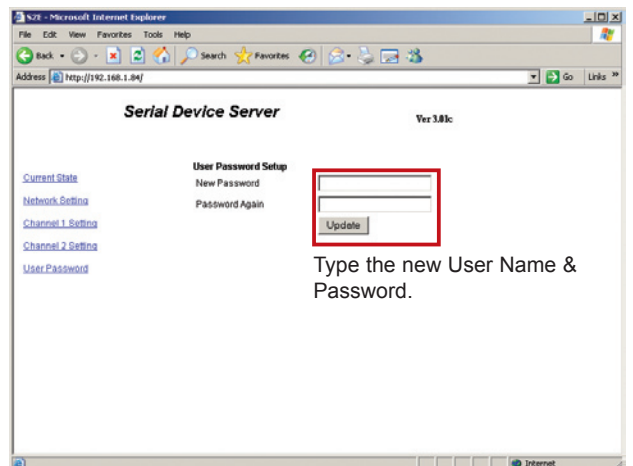 S2E - Microsoft Internet Explorer
File Edit View Favorites Tools Help
Back Search Favorites
Address http://192.168.1.84/ Go Links »
Serial Device Server
Ver 3.01c
User Password Setup
Current State
New Password
Network Setting
Password Again
Channel 1 Setting
Update
Channel 2 Setting
Type the new User Name &
Password.
User Password
Internet